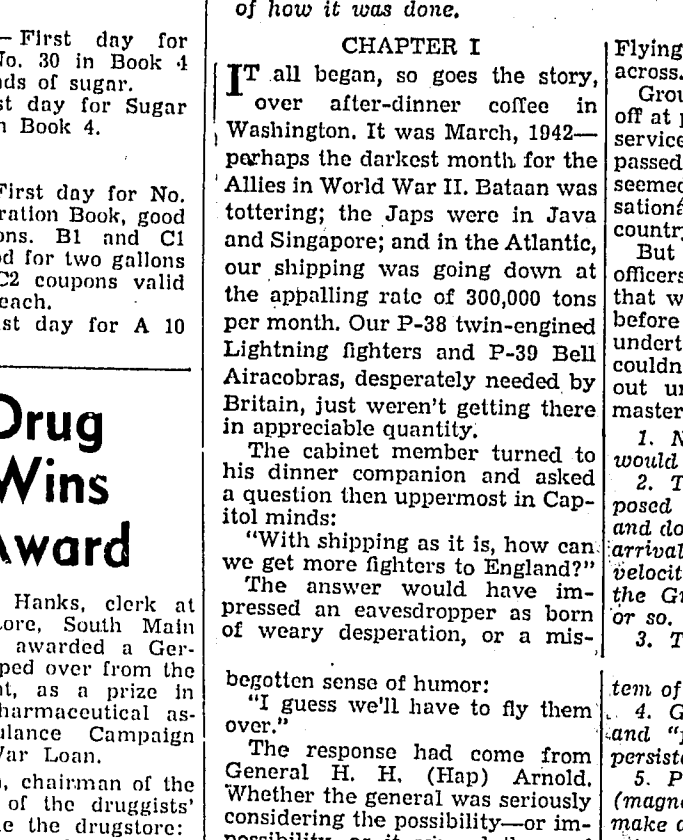 — First day for
No. 30 in Book 4
nds of sugar.
st day for Sugar
n Book 4.
First day for No.
ration Book, good
ons. B1 and C1
od for two gallons
C2 coupons valid
each.
st day for A 10
Drug
Wins
Award
Hanks, clerk at
tore, South Main
awarded a Ger-
ped over from the
nt, as a prize in
harmaceutical as-
ulance Campaign
War Loan.
n, chairman of the
of the druggists'
e the drugstore:
of how it was done.
CHAPTER I
IT all began, so goes the story,
over after-dinner coffee in
Washington. It was March, 1942—
perhaps the darkest month for the
Allies in World War II. Bataan was
tottering; the Japs were in Java
and Singapore; and in the Atlantic,
our shipping was going down at
the appalling rate of 300,000 tons
per month. Our P-38 twin-engined
Lightning fighters and P-39 Bell
Airacobras, desperately needed by
Britain, just weren't getting there
in appreciable quantity.
The cabinet member turned to
his dinner companion and asked
a question then uppermost in Cap-
itol minds:
"With shipping as it is, how can
we get more fighters to England?"
The answer would have im-
pressed an eavesdropper as born
of weary desperation, or a mis-
begotten sense of humor:
"I guess we'll have to fly them
over."
The response had come from
General H. H. (Hap) Arnold.
Whether the general was seriously
considering the possibility—or im-
Flying
across.
Grou
off at p
service
passed
seemed
sationa
country
But
officers
that w
before
undert
couldn
out un
master
1. N
would
2. T
posed
and do
arrival
velocit
the Gr
or so.
3. T
tem of
4. G
and "p
persiste
5. P
(magne
make a